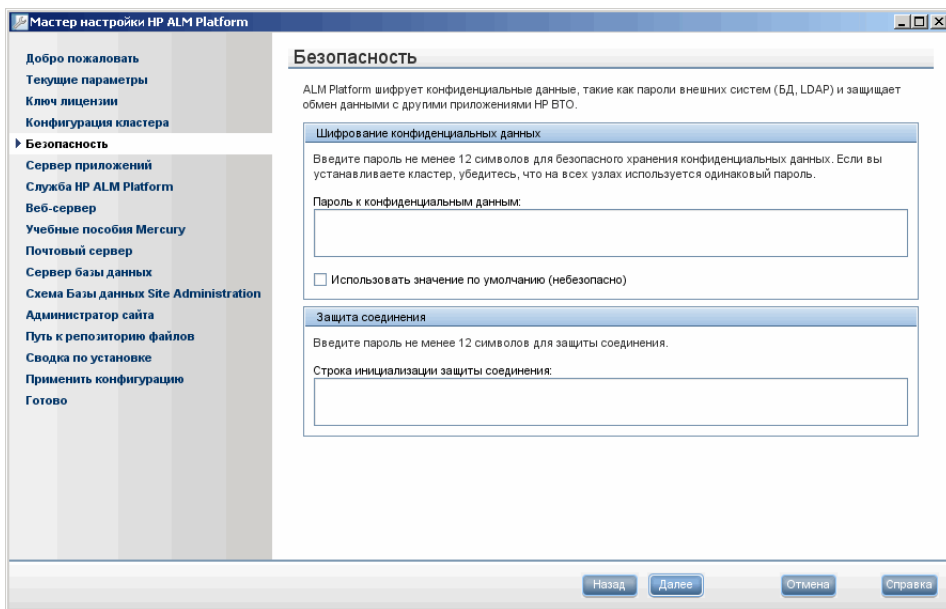 Мастер настройки HP ALM Platform
Добро пожаловать
Текущие параметры
Ключ лицензии
Конфигурация кластера
Безопасность
Сервер приложений
Служба HP ALM Platform
Веб-сервер
Учебные пособия Mercury
Почтовый сервер
Сервер базы данных
Схема Базы данных Site Administration
Администратор сайта
Путь к репозиторию файлов
Сводка по установке
Применить конфигурацию
Готово
Безопасность
ALM Platform шифрует конфиденциальные данные, такие как пароли внешних систем (БД, LDAP) и защищает
обмен данными с другими приложениями HP BTO.
Шифрование конфиденциальных данных
Введите пароль не менее 12 символов для безопасного хранения конфиденциальных данных. Если вы
устанавливаете кластер, убедитесь, что на всех узлах используется одинаковый пароль.
Пароль к конфиденциальным данным:
Использовать значение по умолчанию (небезопасно)
Защита соединения
Введите пароль не менее 12 символов для защиты соединения.
Строка инициализации защиты соединения:
Назад
Далее
Отмена
Справка